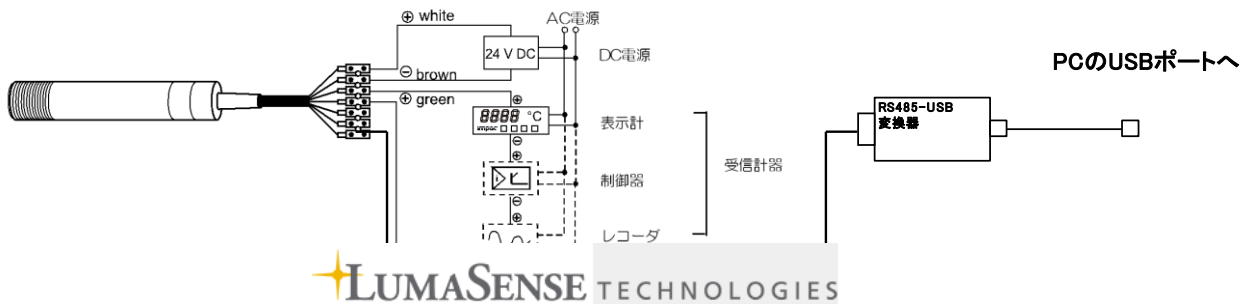 ⊕ white
AC電源
24 V DC
DC電源
⊖ brown
⊕ green
PCのUSBポートへ
RS485-USB
変換器
⊕
8888 °C
impac
表示計
⊖
⊕
受信計器
制御器
i
⊖
⊕
レコーダ
LUMASENSE TECHNOLOGIES